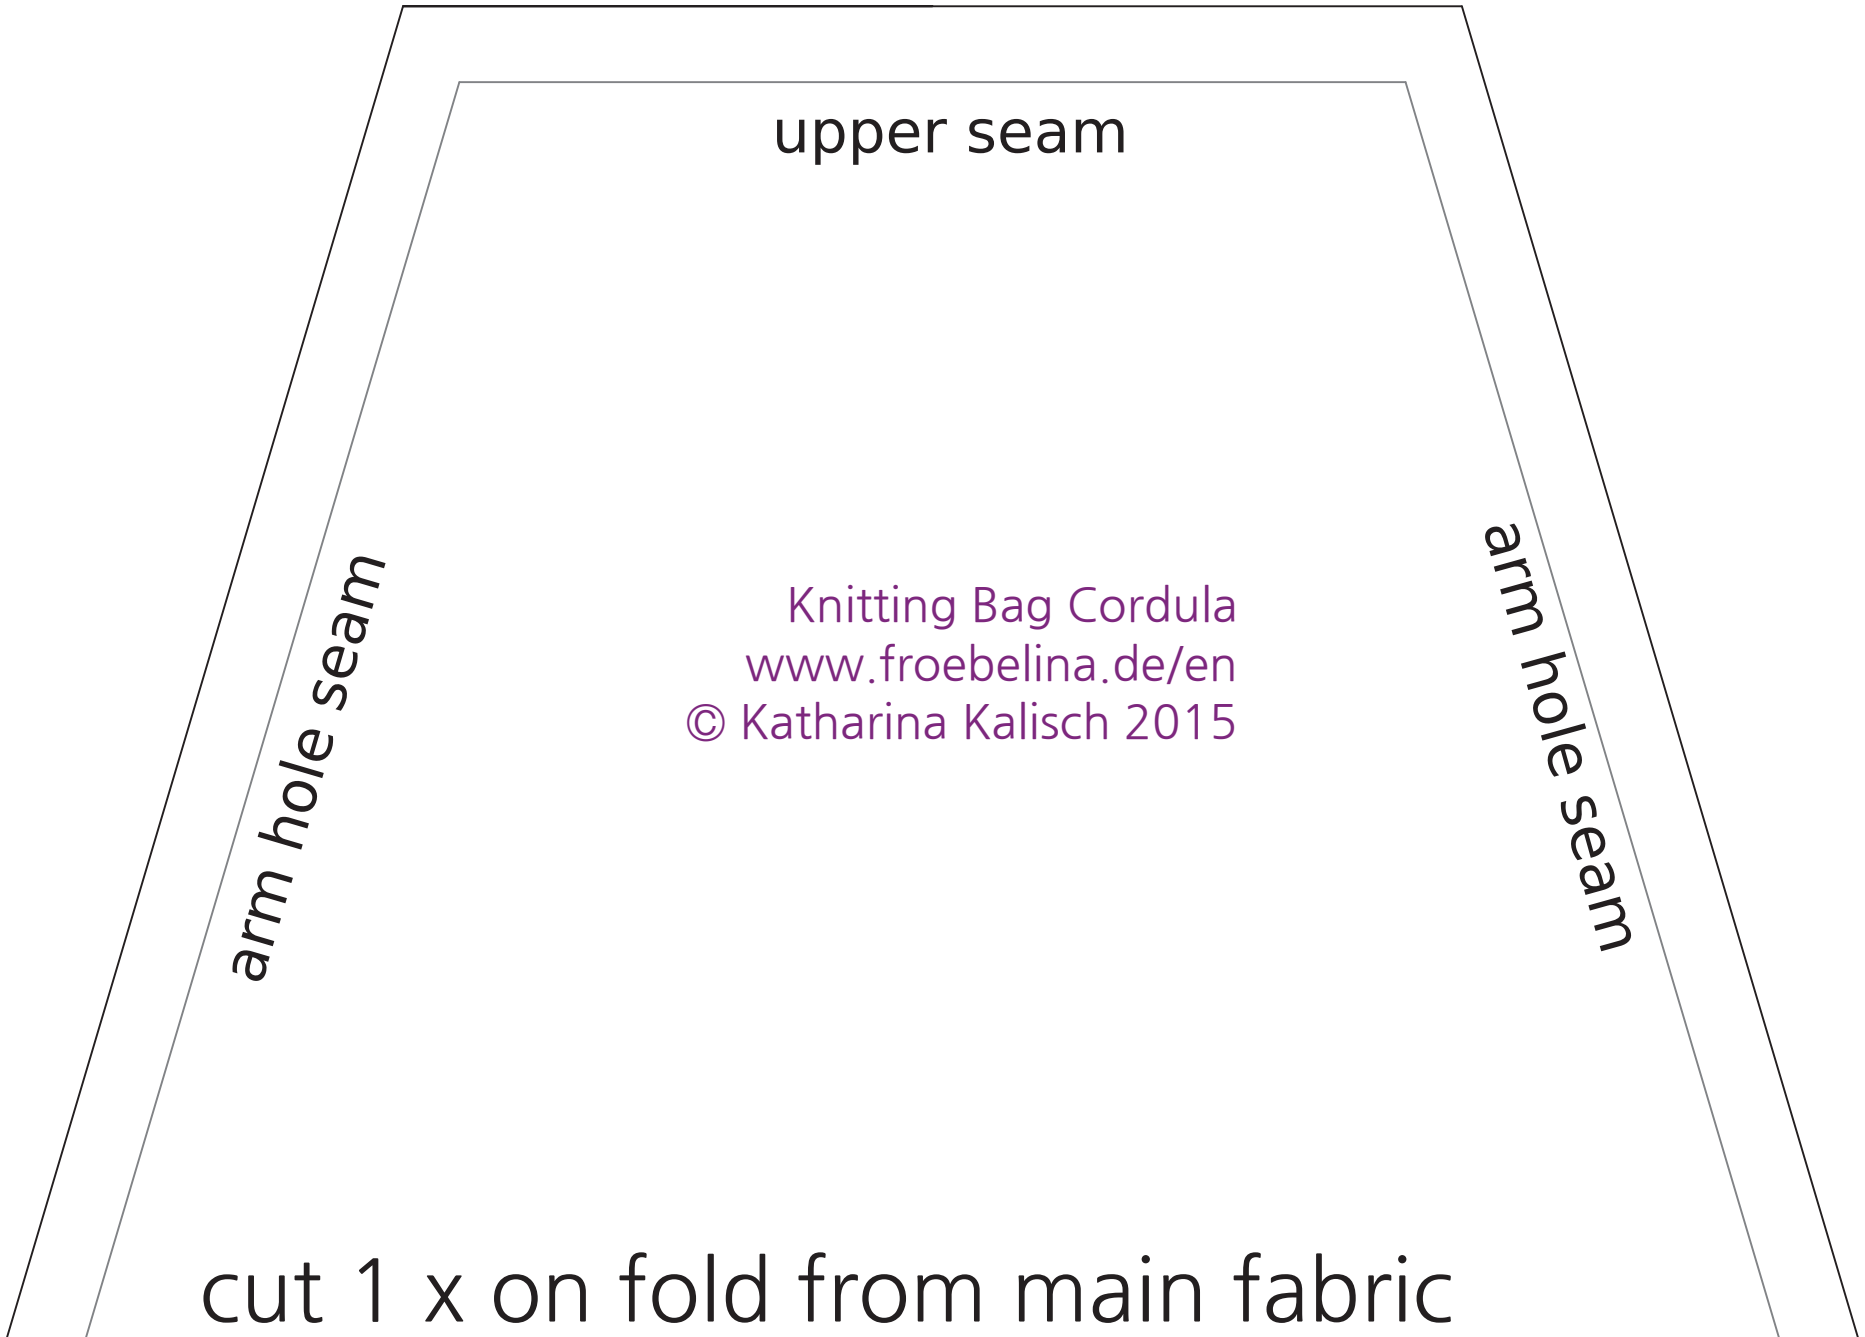 upper seam
arm hole seam
arm hole seam
Knitting Bag Cordula
www.froebelina.de/en
© Katharina Kalisch 2015
cut 1 x on fold from main fabric